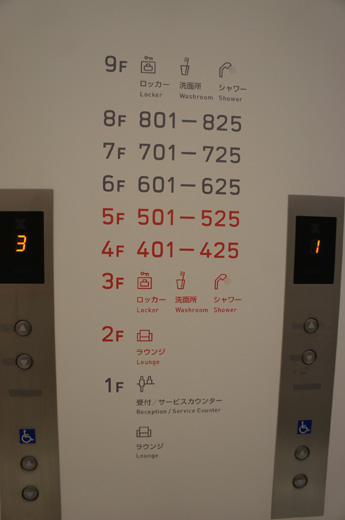 9F
ロッカー 洗面所 シャワー
Locker Washroom Shower
8F 801－825
7F 701－725
6F 601－625
5F 501－525
4F 401－425
3F
ロッカー 洗面所 シャワー
Locker Washroom Shower
2F
ラウンジ
Lounge
1F
受付／サービスカウンター
Reception / Service Counter
ラウンジ
Lounge
3
1